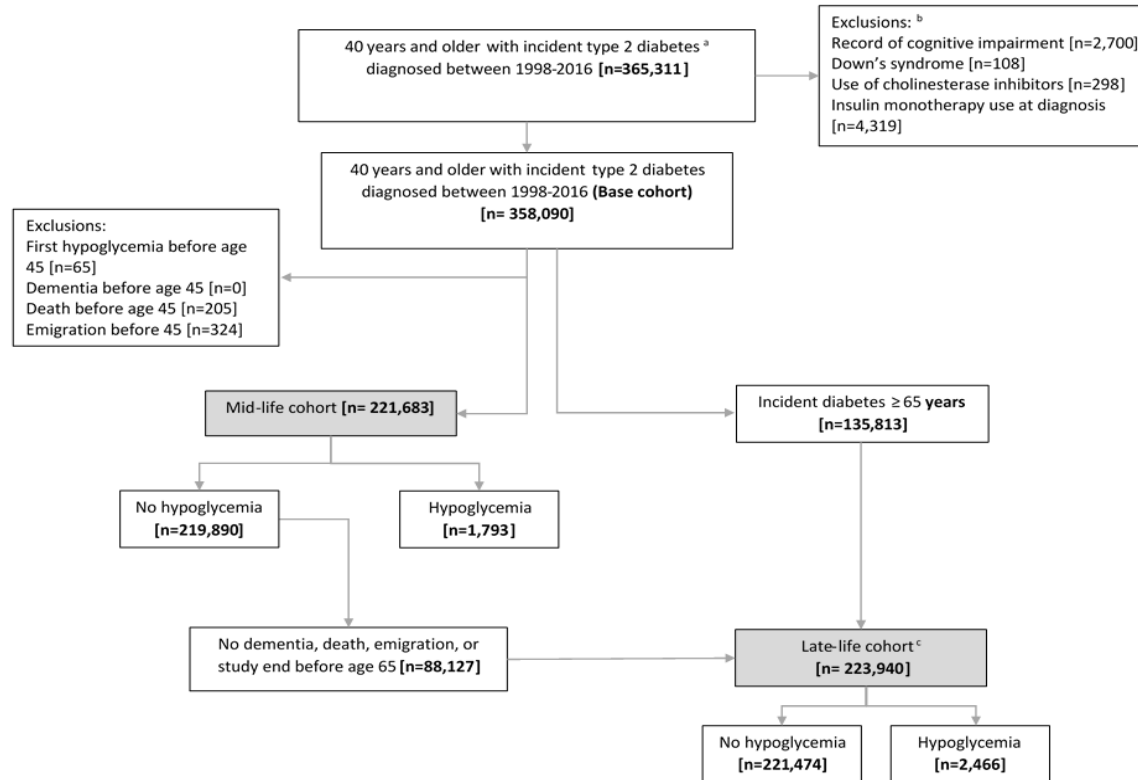 40 years and older with incident type 2 diabetes a
diagnosed between 1998-2016 [n=365,311]
Exclusions: b
Record of cognitive impairment [n=2,700]
Down's syndrome [n=108]
Use of cholinesterase inhibitors [n=298]
Insulin monotherapy use at diagnosis
[n=4,319]
40 years and older with incident type 2 diabetes
diagnosed between 1998-2016 (Base cohort)
[n= 358,090]
Exclusions:
First hypoglycemia before age
45 [n=65]
Dementia before age 45 [n=0]
Death before age 45 [n=205]
Emigration before 45 [n=324]
Mid-life cohort [n= 221,683]
Incident diabetes ≥ 65 years
[n=135,813]
No hypoglycemia
[n=219,890]
Hypoglycemia
[n=1,793]
No dementia, death, emigration, or
study end before age 65 [n=88,127]
Late-life cohort c
[n= 223,940]
No hypoglycemia
[n=221,474]
Hypoglycemia
[n=2,466]